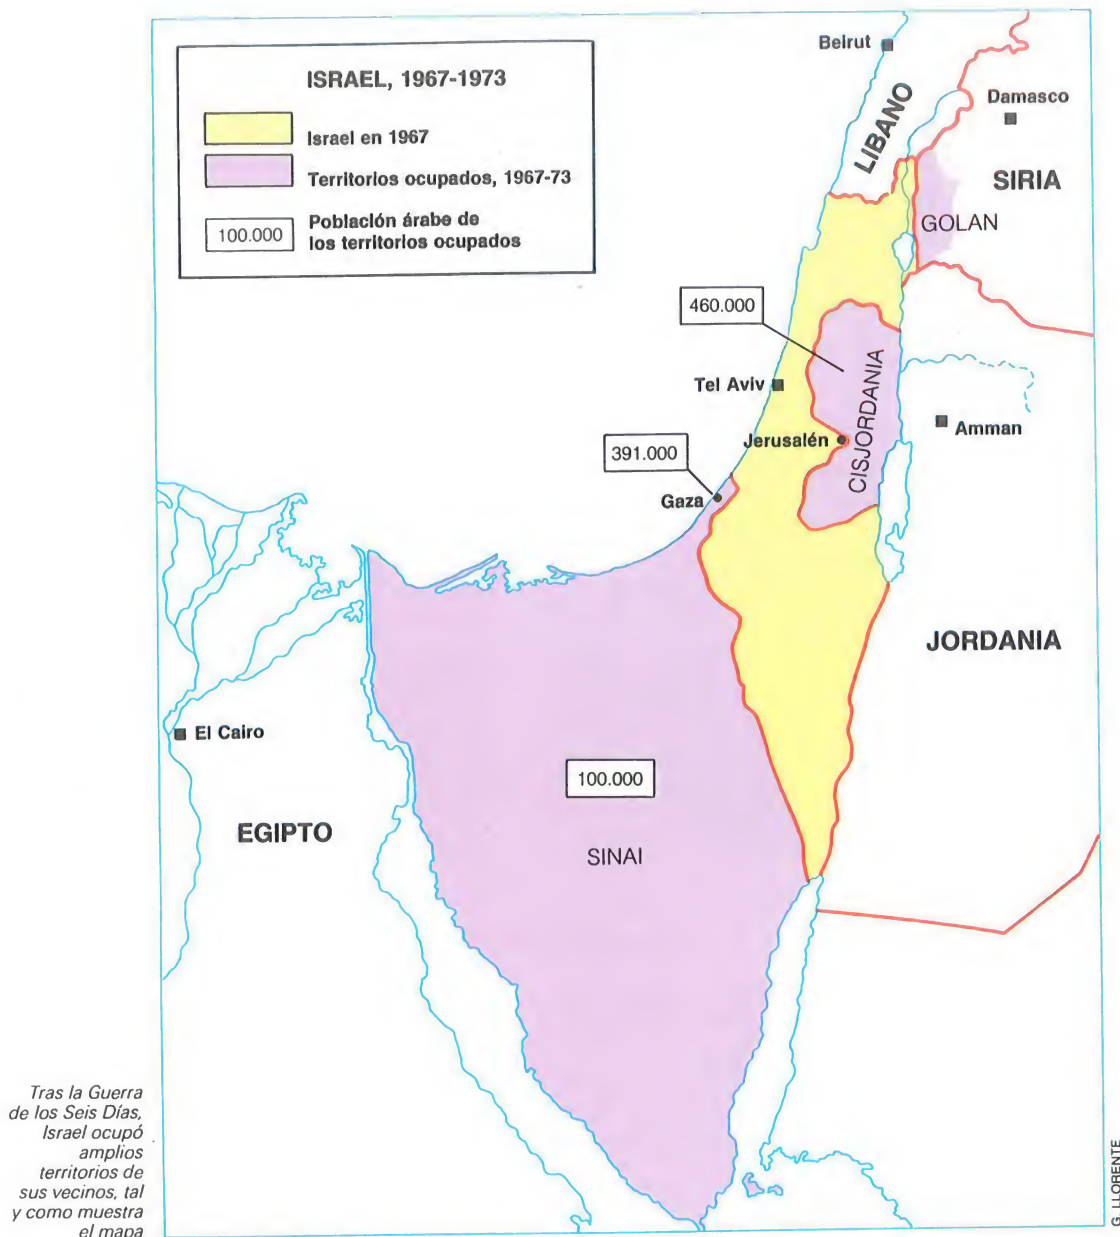 ISRAEL, 1967-1973
Israel en 1967
Territorios ocupados, 1967-73
100.000
Población árabe de
los territorios ocupados
Beirut
LIBANO
Damasco
SIRIA
GOLAN
460.000
Tel Aviv
CISJORDANIA
Jerusalén
Amman
391.000
Gaza
JORDANIA
El Cairo
100.000
EGIPTO
SINAI
Tras la Guerra
de los Seis Días,
Israel ocupó
amplios
territorios de
sus vecinos, tal
y como muestra
el mapa
G. LLORENTE